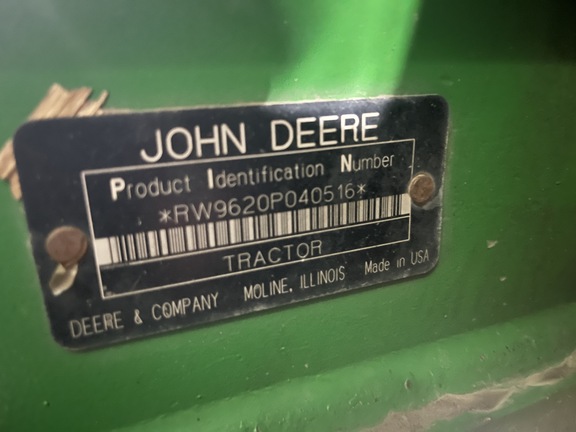 JOHN DEERE
Product Identification Number
*RW9620P040516*
TRACTOR
DEERE & COMPANY MOLINE, ILLINOIS Made in USA